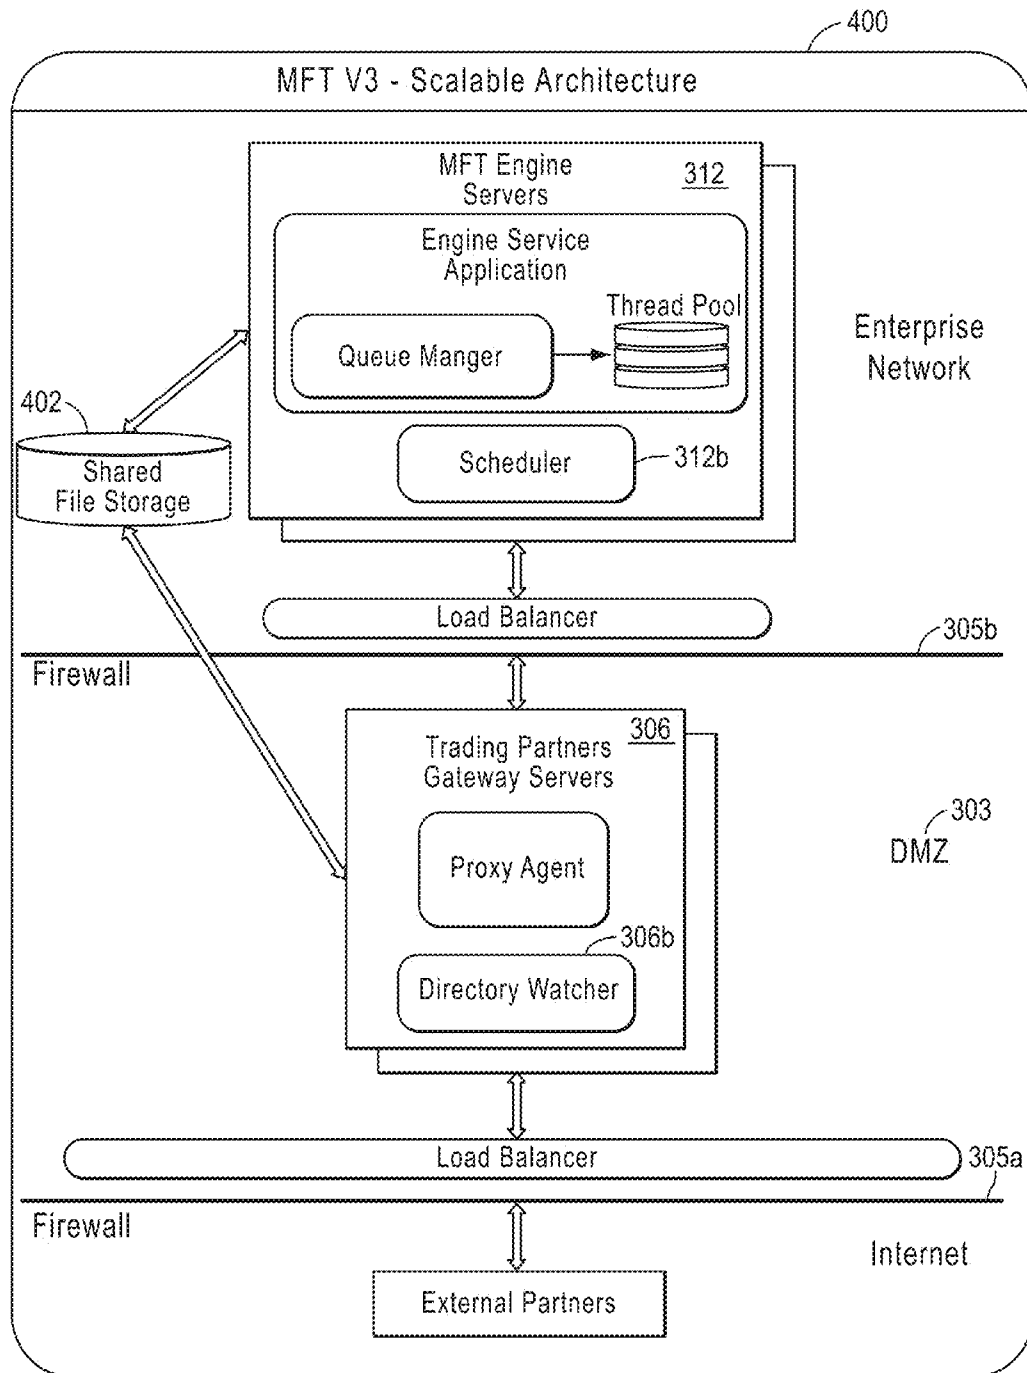 400
MFT V3 - Scalable Architecture
MFT Engine
Servers
312
Engine Service
Application
Thread Pool
Queue Manger
Enterprise
Network
402
Shared
File Storage
Scheduler
312b
Load Balancer
305b
Firewall
306
Trading Partners
Gateway Servers
303
DMZ
Proxy Agent
306b
Directory Watcher
Load Balancer
305a
Firewall
Internet
External Partners